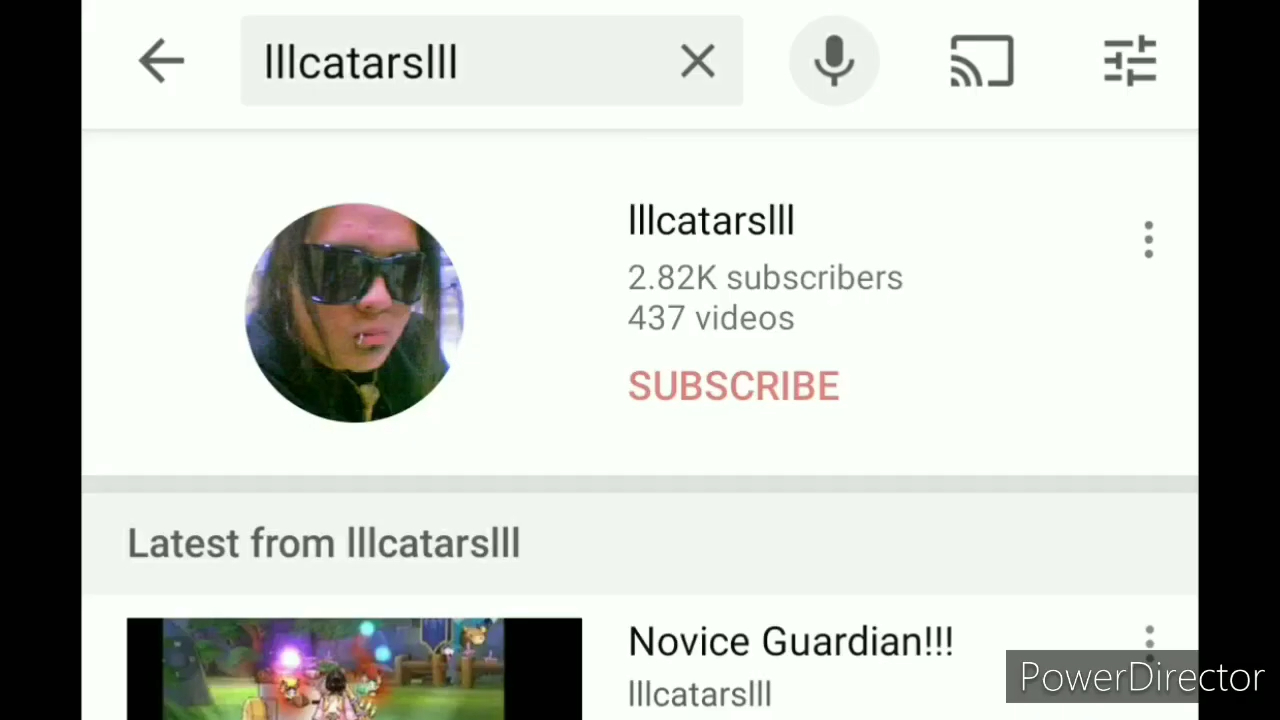 lllcatarslll
lllcatarslll
2.82K subscribers
437 videos
SUBSCRIBE
Latest from lllcatarslll
Novice Guardian!!!
lllcatarslll
PowerDirector